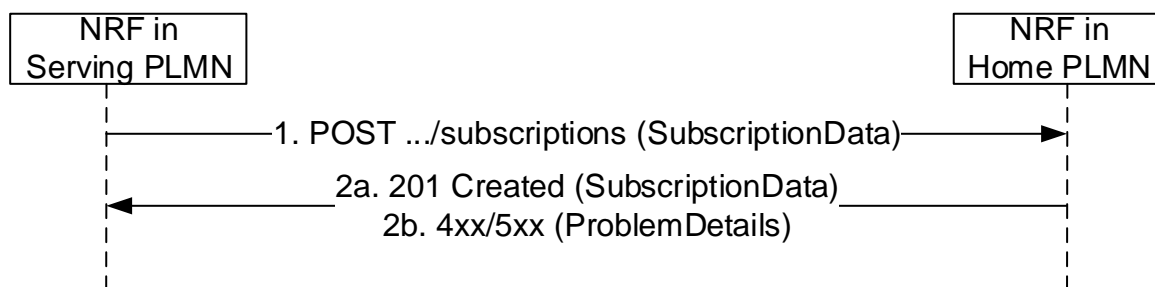 NRF in
Serving PLMN
NRF in
Home PLMN
1. POST .../subscriptions (SubscriptionData)
2a. 201 Created (SubscriptionData)
2b. 4xx/5xx (ProblemDetails)